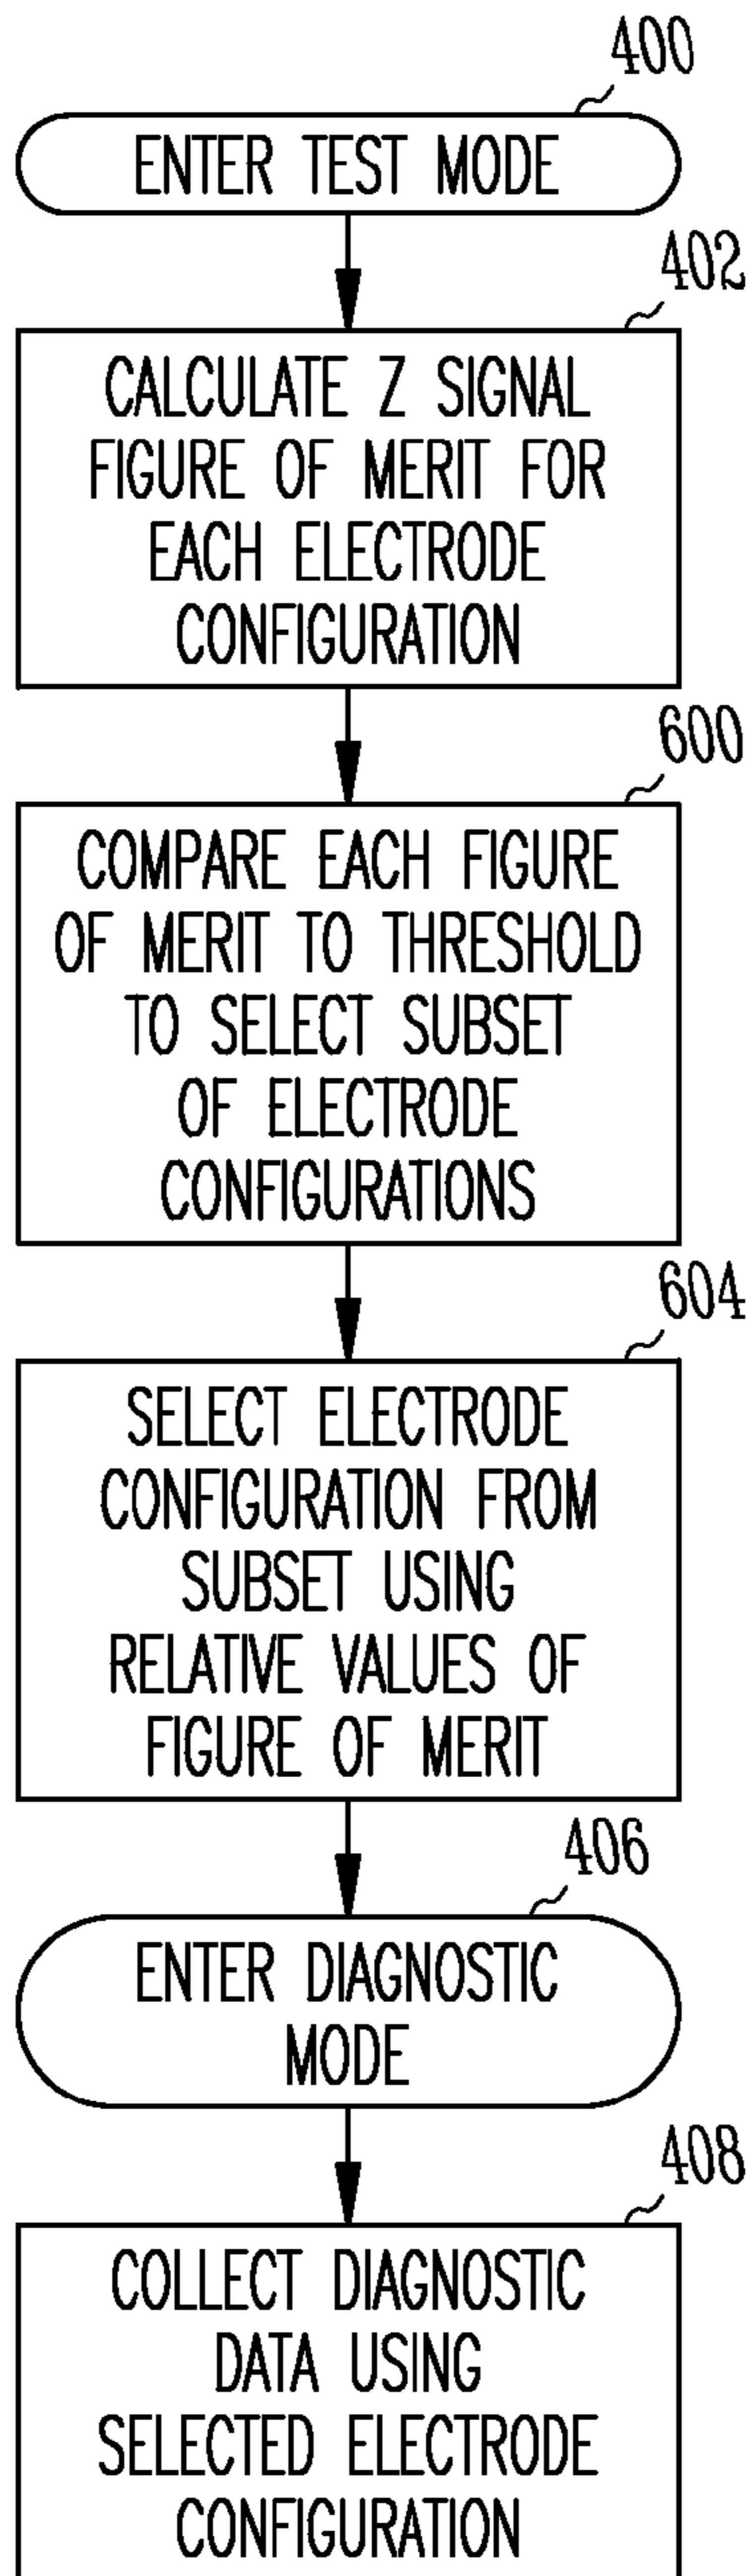 400
ENTER TEST MODE
402
CALCULATE Z SIGNAL
FIGURE OF MERIT FOR
EACH ELECTRODE
CONFIGURATION
600
COMPARE EACH FIGURE
OF MERIT TO THRESHOLD
TO SELECT SUBSET
OF ELECTRODE
CONFIGURATIONS
604
SELECT ELECTRODE
CONFIGURATION FROM
SUBSET USING
RELATIVE VALUES OF
FIGURE OF MERIT
406
ENTER DIAGNOSTIC
MODE
408
COLLECT DIAGNOSTIC
DATA USING
SELECTED ELECTRODE
CONFIGURATION